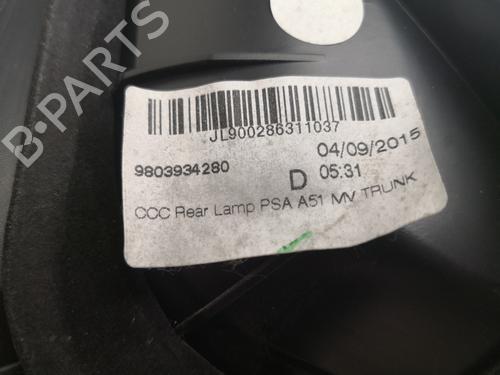 B-PARTS
JL900286311037
9803934280
04/09/2015
D 05:31
CCC Rear Lamp PSA A51 MV TRUNK